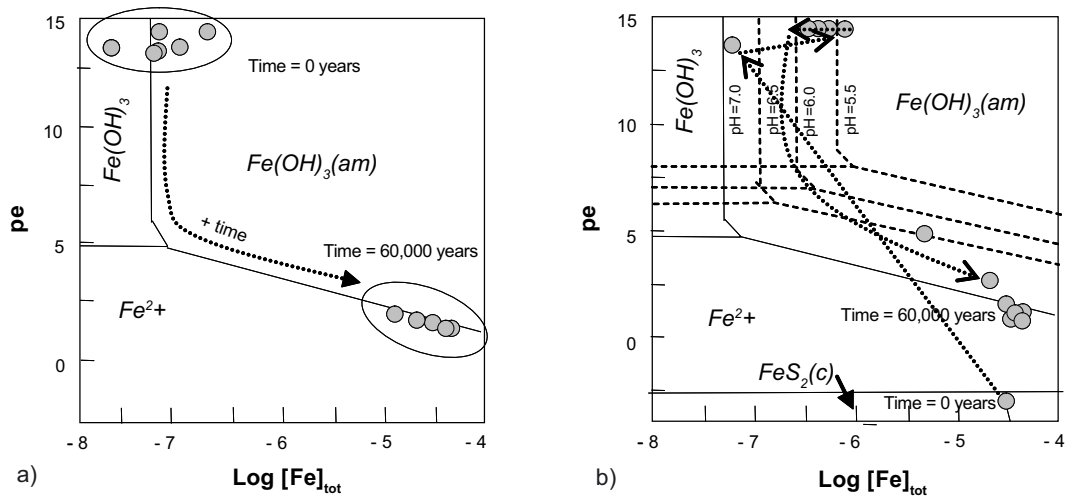 15
10
5
0
pe
Time = 0 years
Fe(OH)3
Fe(OH)3(am)
+ time
Time = 60,000 years
Fe2+
- 8
- 7
- 6
- 5
- 4
a)
Log [Fe]tot
15
10
5
0
pe
Fe(OH)3
pH=7.0
pH=6.5
pH=6.0
pH=5.5
Fe(OH)3(am)
Fe2+
Time = 60,000 years
FeS2(c)
Time = 0 years
- 8
- 7
- 6
- 5
- 4
b)
Log [Fe]tot